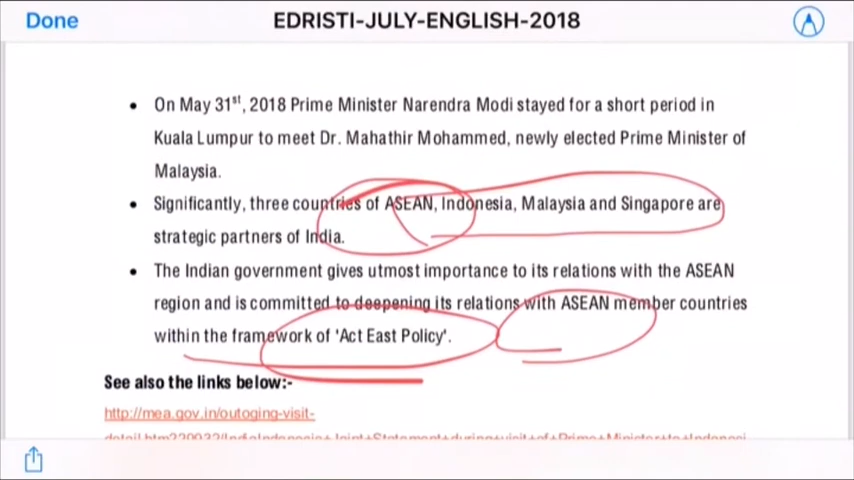 Done
EDRISTI-JULY-ENGLISH-2018
• On May 31st, 2018 Prime Minister Narendra Modi stayed for a short period in
Kuala Lumpur to meet Dr. Mahathir Mohammed, newly elected Prime Minister of
Malaysia.
• Significantly, three countries of ASEAN, Indonesia, Malaysia and Singapore are
strategic partners of India.
• The Indian government gives utmost importance to its relations with the ASEAN
region and is committed to deepening its relations with ASEAN member countries
within the framework of 'Act East Policy'.
See also the links below:-
http://mea.gov.in/outoging-visit-